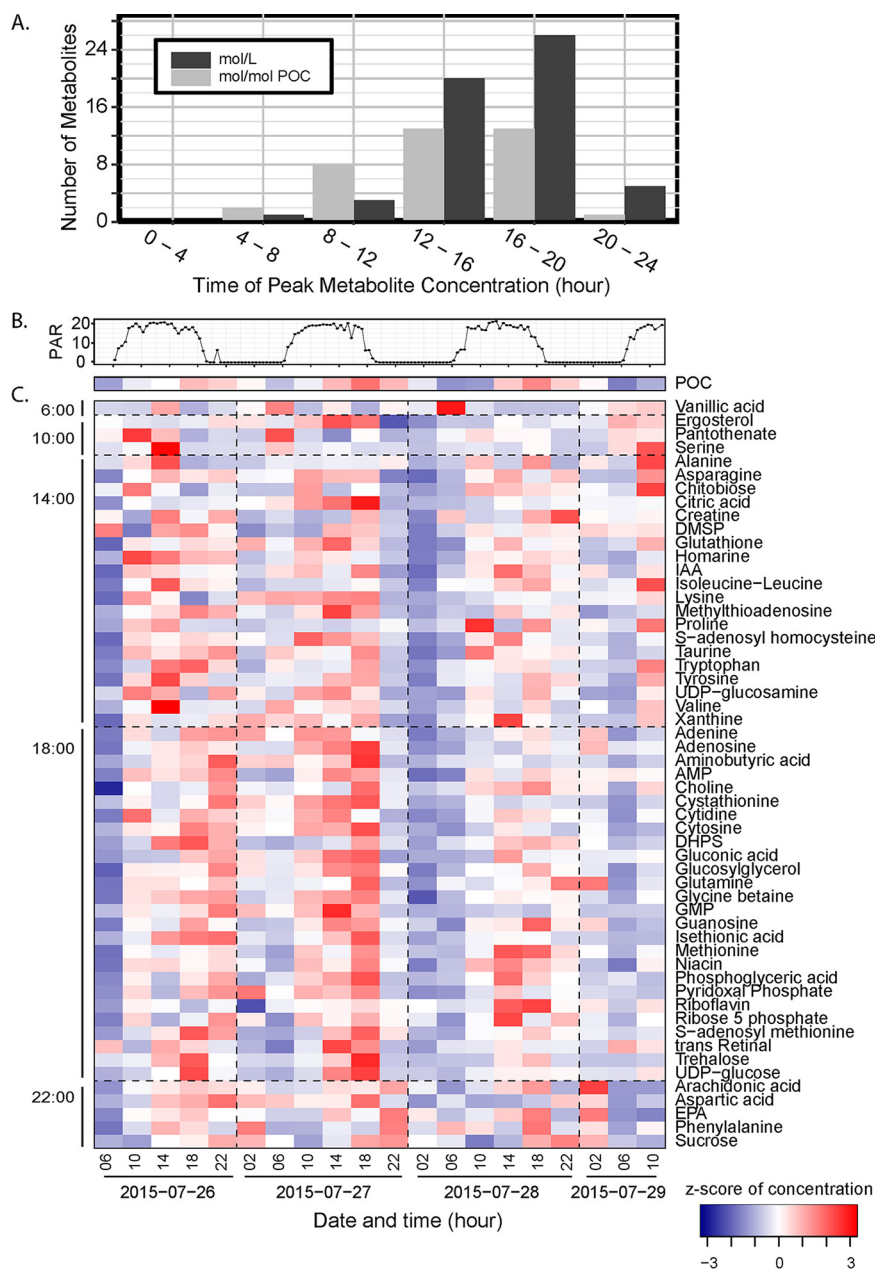 A.
Number of Metabolites
24
16
8
0
mol/L
mol/mol POC
0 – 4
4 – 8
8 – 12
12 – 16
16 – 20
20 – 24
Time of Peak Metabolite Concentration (hour)
B.
PAR
20
10
0
POC
C.
6:00
10:00
14:00
18:00
22:00
Vanillic acid
Ergosterol
Pantothenate
Serine
Alanine
Asparagine
Chitobiose
Citric acid
Creatine
DMSP
Glutathione
Homarine
IAA
Isoleucine–Leucine
Lysine
Methylthioadenosine
Proline
S-adenosyl homocysteine
Taurine
Tryptophan
Tyrosine
UDP–glucosamine
Valine
Xanthine
Adenine
Adenosine
Aminobutyric acid
AMP
Choline
Cystathionine
Cytidine
Cytosine
DHPS
Gluconic acid
Glucosylglycerol
Glutamine
Glycine betaine
GMP
Guanosine
Isethionic acid
Methionine
Niacin
Phosphoglyceric acid
Pyridoxal Phosphate
Riboflavin
Ribose 5 phosphate
S–adenosyl methionine
trans Retinal
Trehalose
UDP–glucose
Arachidonic acid
Aspartic acid
EPA
Phenylalanine
Sucrose
06 10 14 18 22 02 06 10 14 18 22 02 06 10 14 18 22 02 06 10
2015-07-26 2015-07-27 2015-07-28 2015-07-29
Date and time (hour)
z-score of concentration
−3 0 3